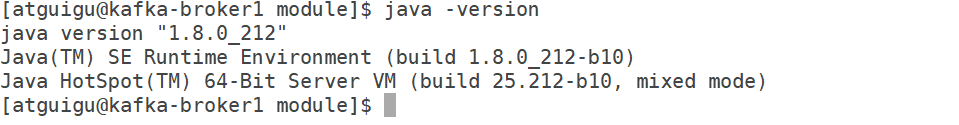 [atguigu@kafka-broker1 module]$ java -version
java version "1.8.0_212"
Java(TM) SE Runtime Environment (build 1.8.0_212-b10)
Java HotSpot(TM) 64-Bit Server VM (build 25.212-b10, mixed mode)
[atguigu@kafka-broker1 module]$